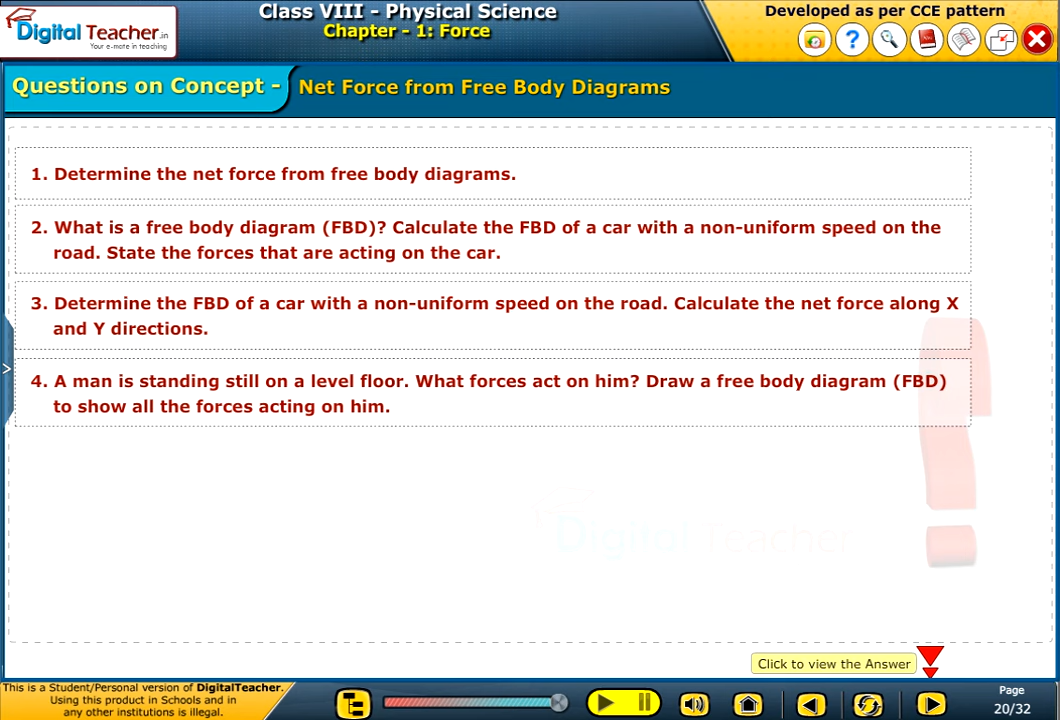 Class VIII - Physical Science
Chapter - 1: Force
Developed as per CCE pattern
Digital Teacher.in
Your e-mate in teaching
?
Questions on Concept - Net Force from Free Body Diagrams
1. Determine the net force from free body diagrams.
2. What is a free body diagram (FBD)? Calculate the FBD of a car with a non-uniform speed on the
road. State the forces that are acting on the car.
3. Determine the FBD of a car with a non-uniform speed on the road. Calculate the net force along X
and Y directions.
4. A man is standing still on a level floor. What forces act on him? Draw a free body diagram (FBD)
to show all the forces acting on him.
>
Digital Teacher
Click to view the Answer
This is a Student/Personal version of DigitalTeacher.
Using this product in Schools and in
any other institutions is illegal.
Page
20/32